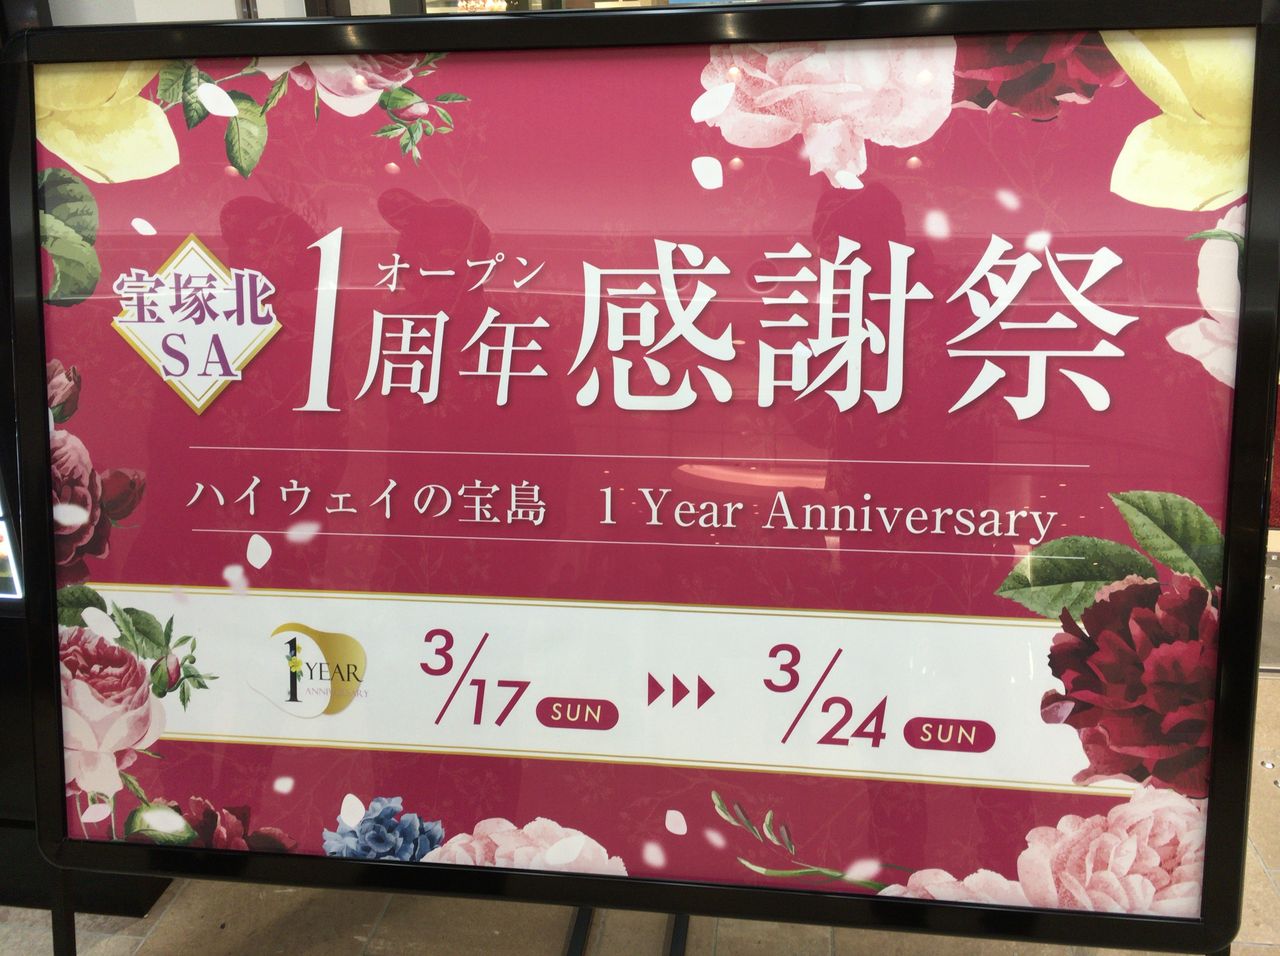 宝塚北
SA
1オープン周年感謝祭
ハイウェイの宝島 1 Year Anniversary
1 YEAR
ANNIVERSARY
3/17 SUN ▶▶▶ 3/24 SUN